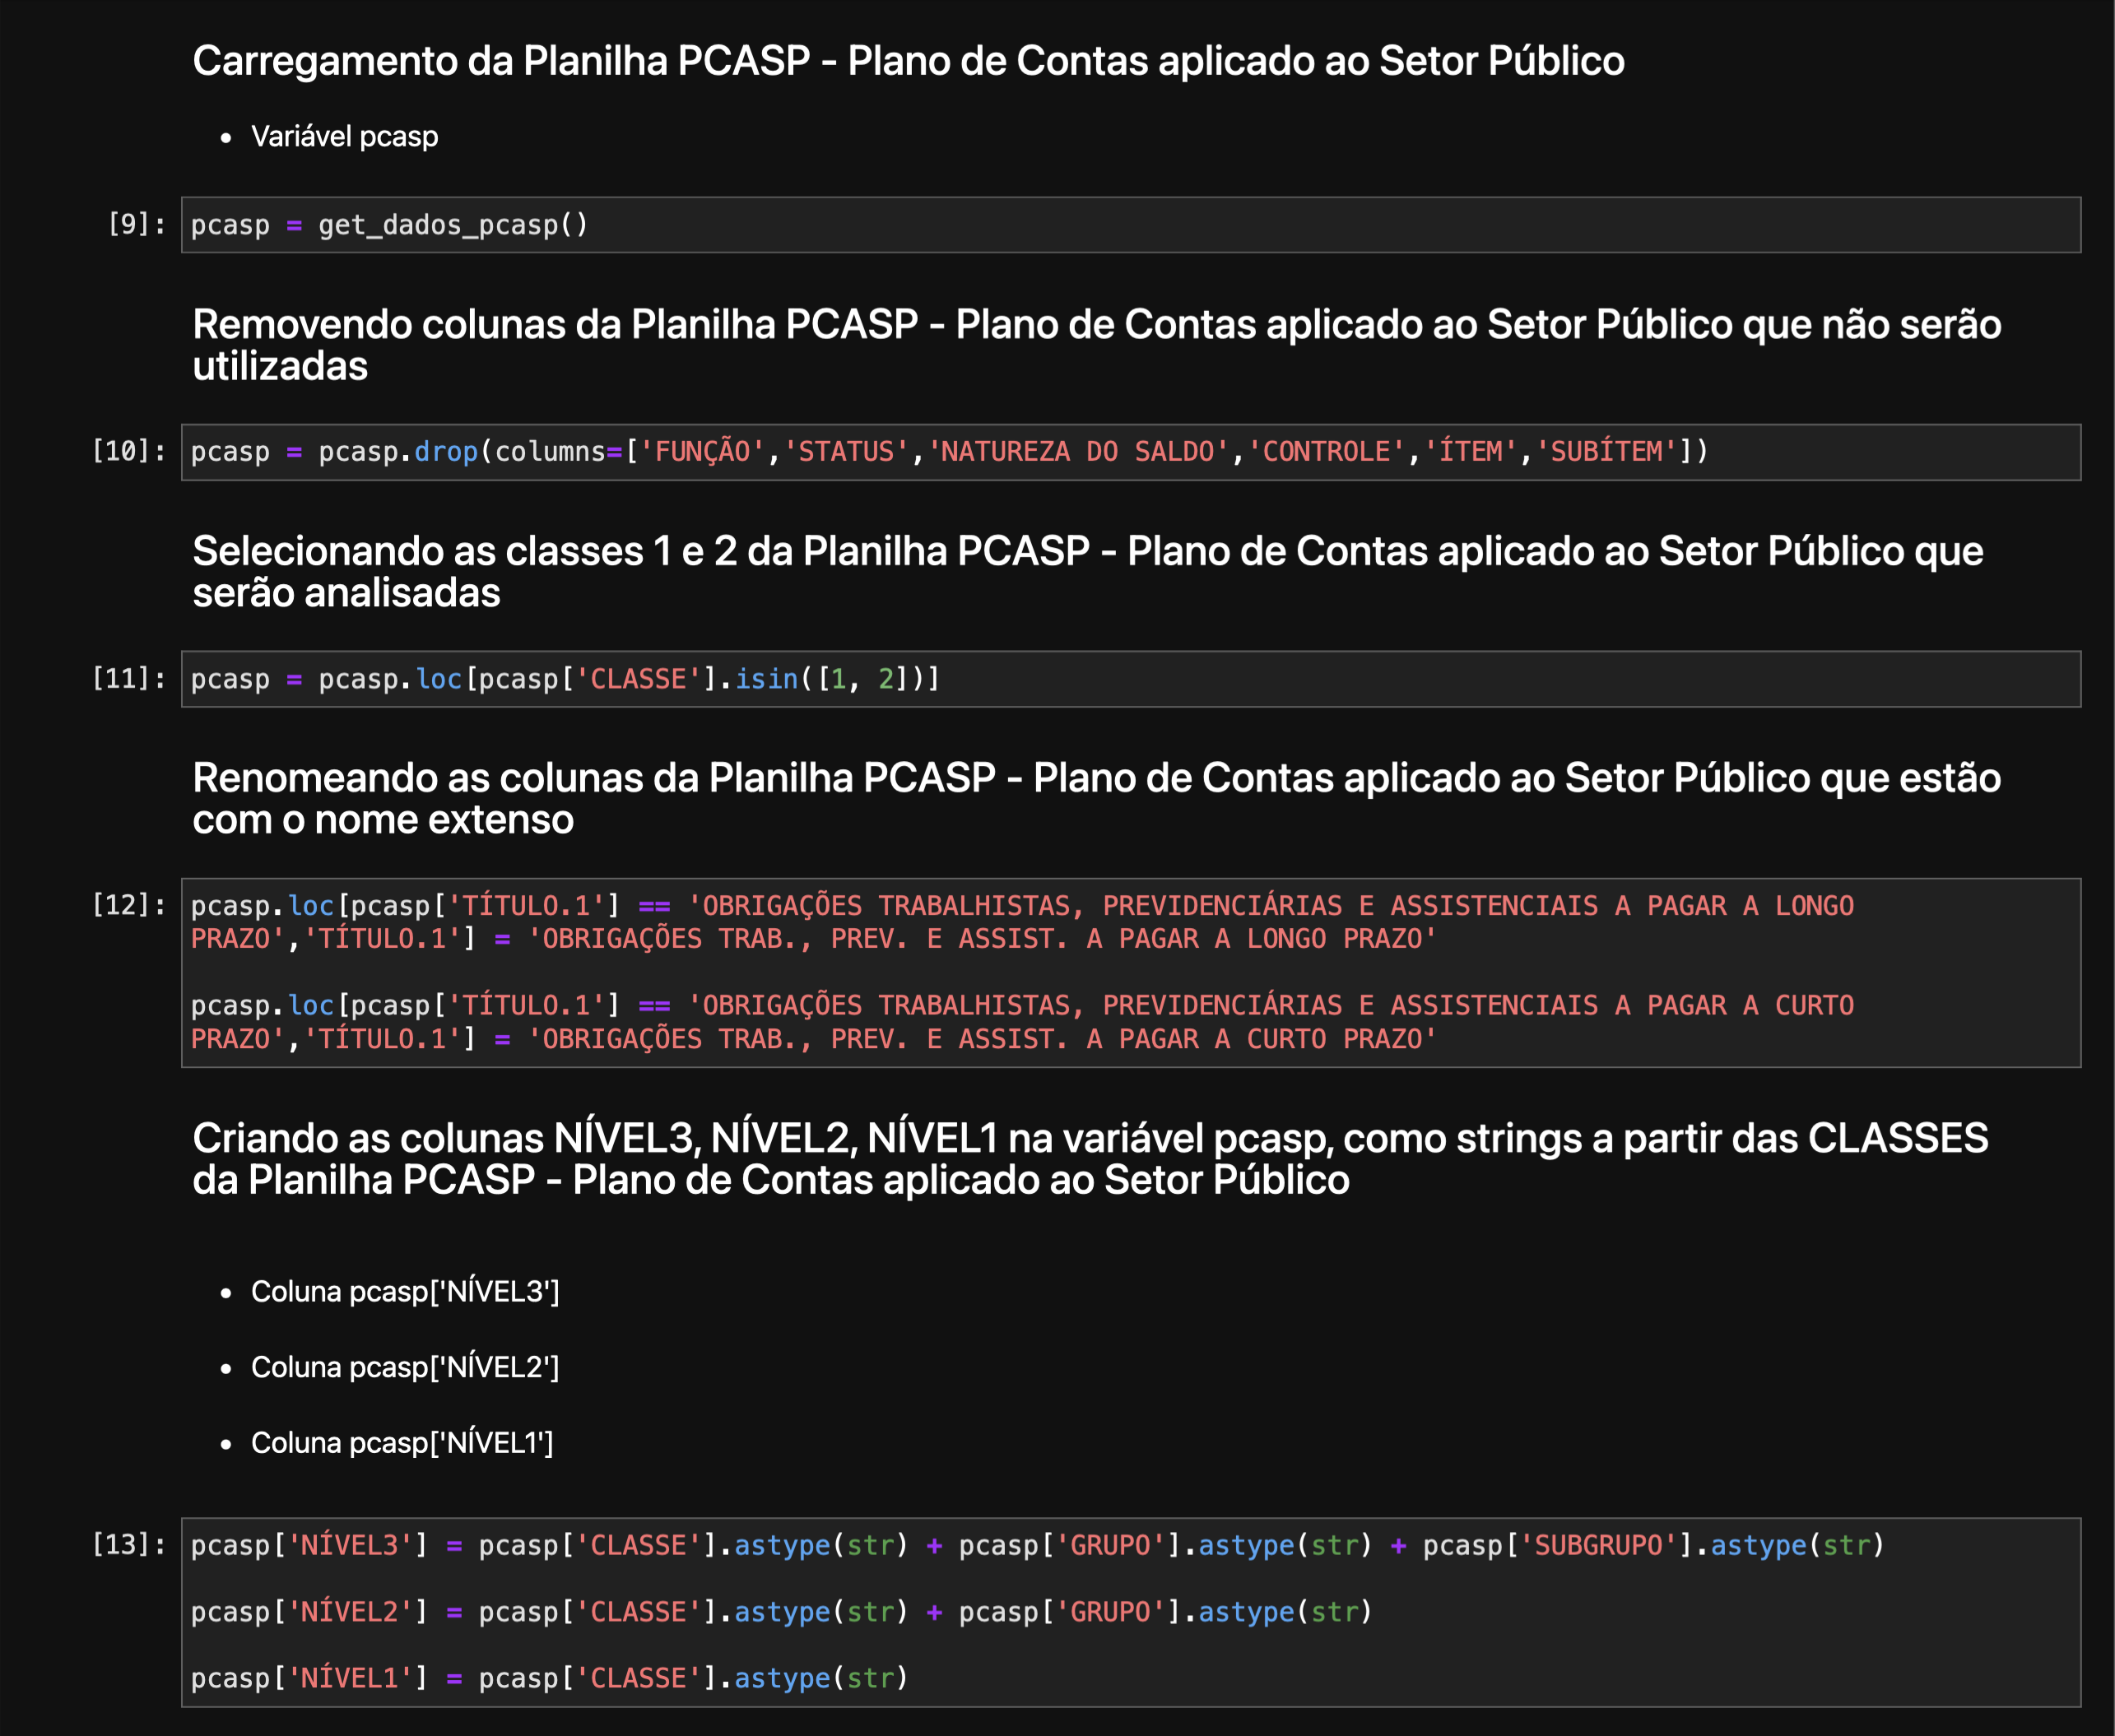 Carregamento da Planilha PCASP - Plano de Contas aplicado ao Setor Público
• Variável pcasp
[9]: pcasp = get_dados_pcasp()
Removendo colunas da Planilha PCASP - Plano de Contas aplicado ao Setor Público que não serão
utilizadas
[10]: pcasp = pcasp.drop(columns=['FUNÇÃO','STATUS','NATUREZA DO SALDO','CONTROLE','ÍTEM','SUBÍTEM'])
Selecionando as classes 1 e 2 da Planilha PCASP - Plano de Contas aplicado ao Setor Público que
serão analisadas
[11]: pcasp = pcasp.loc[pcasp['CLASSE'].isin([1, 2])]
Renomeando as colunas da Planilha PCASP - Plano de Contas aplicado ao Setor Público que estão
com o nome extenso
[12]: pcasp.loc[pcasp['TÍTULO.1'] == 'OBRIGAÇÕES TRABALHISTAS, PREVIDENCIÁRIAS E ASSISTENCIAIS A PAGAR A LONGO
PRAZO','TÍTULO.1'] = 'OBRIGAÇÕES TRAB., PREV. E ASSIST. A PAGAR A LONGO PRAZO'
pcasp.loc[pcasp['TÍTULO.1'] == 'OBRIGAÇÕES TRABALHISTAS, PREVIDENCIÁRIAS E ASSISTENCIAIS A PAGAR A CURTO
PRAZO','TÍTULO.1'] = 'OBRIGAÇÕES TRAB., PREV. E ASSIST. A PAGAR A CURTO PRAZO'
Criando as colunas NÍVEL3, NÍVEL2, NÍVEL1 na variável pcasp, como strings a partir das CLASSES
da Planilha PCASP - Plano de Contas aplicado ao Setor Público
• Coluna pcasp['NÍVEL3']
• Coluna pcasp['NÍVEL2']
• Coluna pcasp['NÍVEL1']
[13]: pcasp['NÍVEL3'] = pcasp['CLASSE'].astype(str) + pcasp['GRUPO'].astype(str) + pcasp['SUBGRUPO'].astype(str)
pcasp['NÍVEL2'] = pcasp['CLASSE'].astype(str) + pcasp['GRUPO'].astype(str)
pcasp['NÍVEL1'] = pcasp['CLASSE'].astype(str)